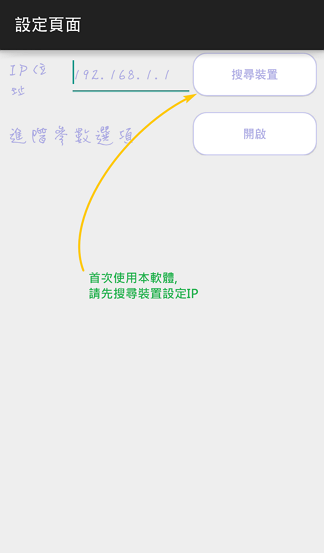 設定頁面
IP位
址
192.168.1.1
搜尋裝置
進階參數選項
開啟
首次使用本軟體,
請先搜尋裝置設定IP